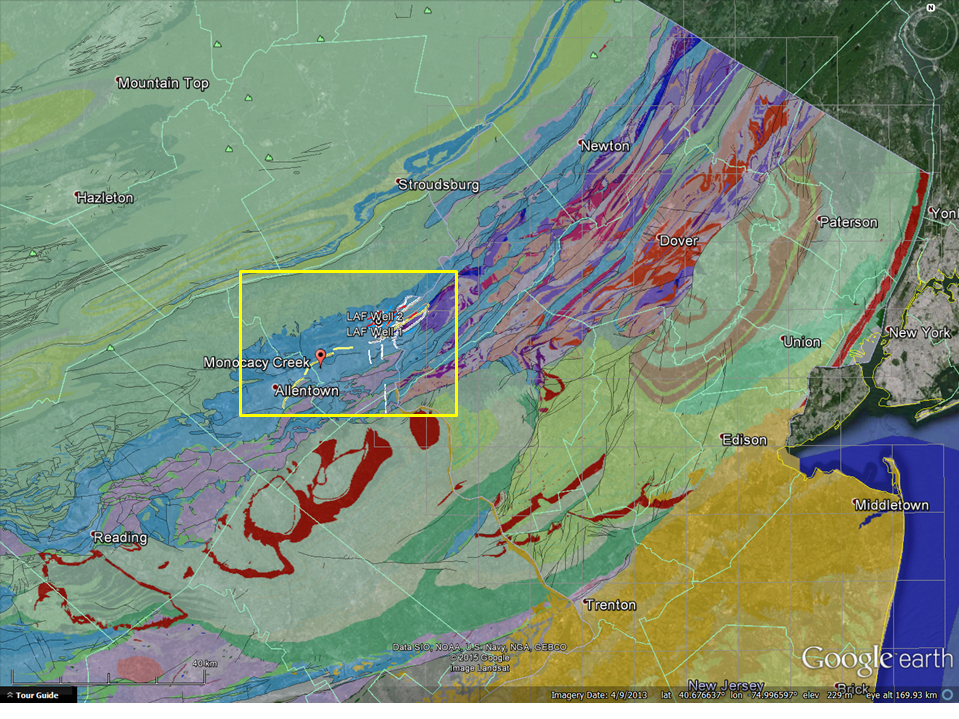 N
Mountain Top
Newton
Hazleton
Stroudsburg
Paterson
Yon
Dover
LAF Well 2
LAF Well 1
New York
Union
Monocacy Creek
Allentown
Edison
Middletown
Reading
Trenton
Data SIO, NOAA, U.S. Navy, NGA, GEBCO
© 2015 Google
Image Landsat
40 km
Google earth
New Jersey
Brick
Tour Guide
Imagery Date: 4/9/2013 lat 40.676637° lon -74.996597° elev 229 m eye alt 169.93 km